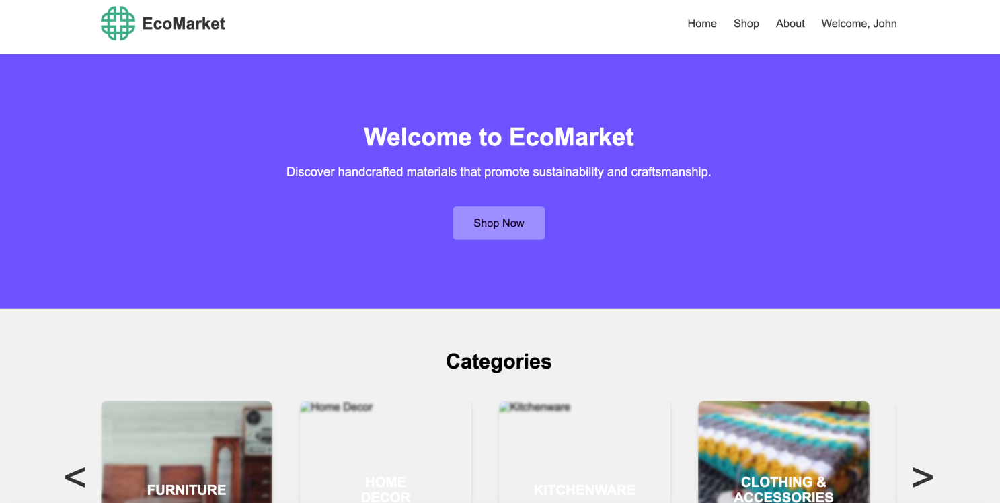 EcoMarket
Home
Shop
About
Welcome, John
Welcome to EcoMarket
Discover handcrafted materials that promote sustainability and craftsmanship.
Shop Now
Categories
Home Decor
Kitchenware
<
FURNITURE
HOME
DECOR
KITCHENWARE
CLOTHING &
ACCESSORIES
>